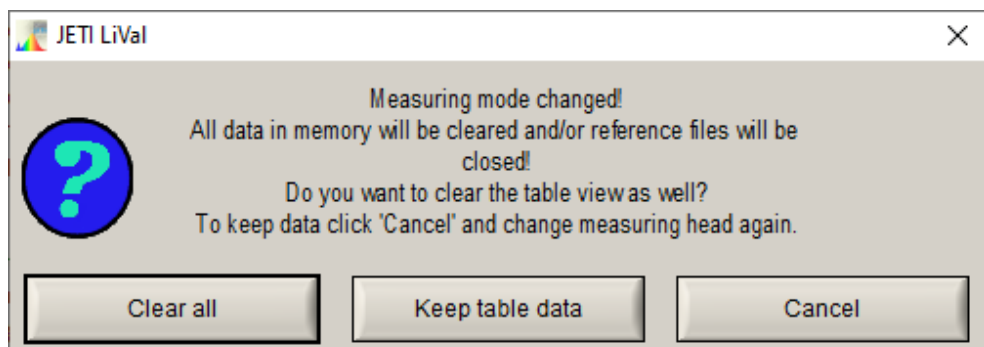 JETI LiVal
Measuring mode changed!
All data in memory will be cleared and/or reference files will be
closed!
Do you want to clear the table view as well?
To keep data click 'Cancel' and change measuring head again.
Clear all
Keep table data
Cancel